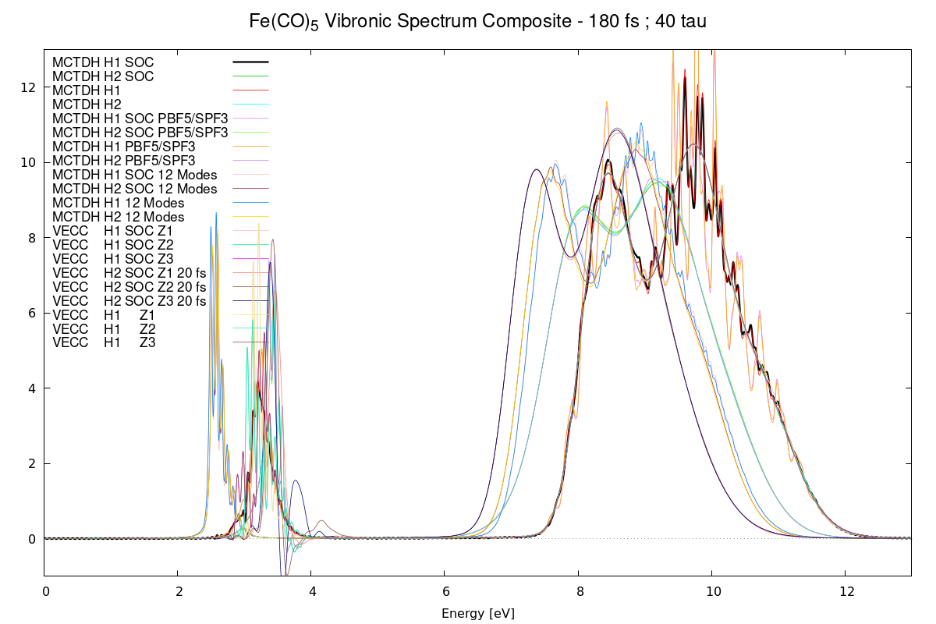 Fe(CO)5 Vibronic Spectrum Composite - 180 fs ; 40 tau
MCTDH H1 SOC
MCTDH H2 SOC
MCTDH H1
MCTDH H2
MCTDH H1 SOC PBF5/SPF3
MCTDH H2 SOC PBF5/SPF3
MCTDH H1 PBF5/SPF3
MCTDH H2 PBF5/SPF3
MCTDH H1 SOC 12 Modes
MCTDH H2 SOC 12 Modes
MCTDH H1 12 Modes
MCTDH H2 12 Modes
VECC H1 SOC Z1
VECC H1 SOC Z2
VECC H1 SOC Z3
VECC H2 SOC Z1 20 fs
VECC H2 SOC Z2 20 fs
VECC H2 SOC Z3 20 fs
VECC H1 Z1
VECC H1 Z2
VECC H1 Z3
12
10
8
6
4
2
0
0 2 4 6 8 10 12
Energy [eV]